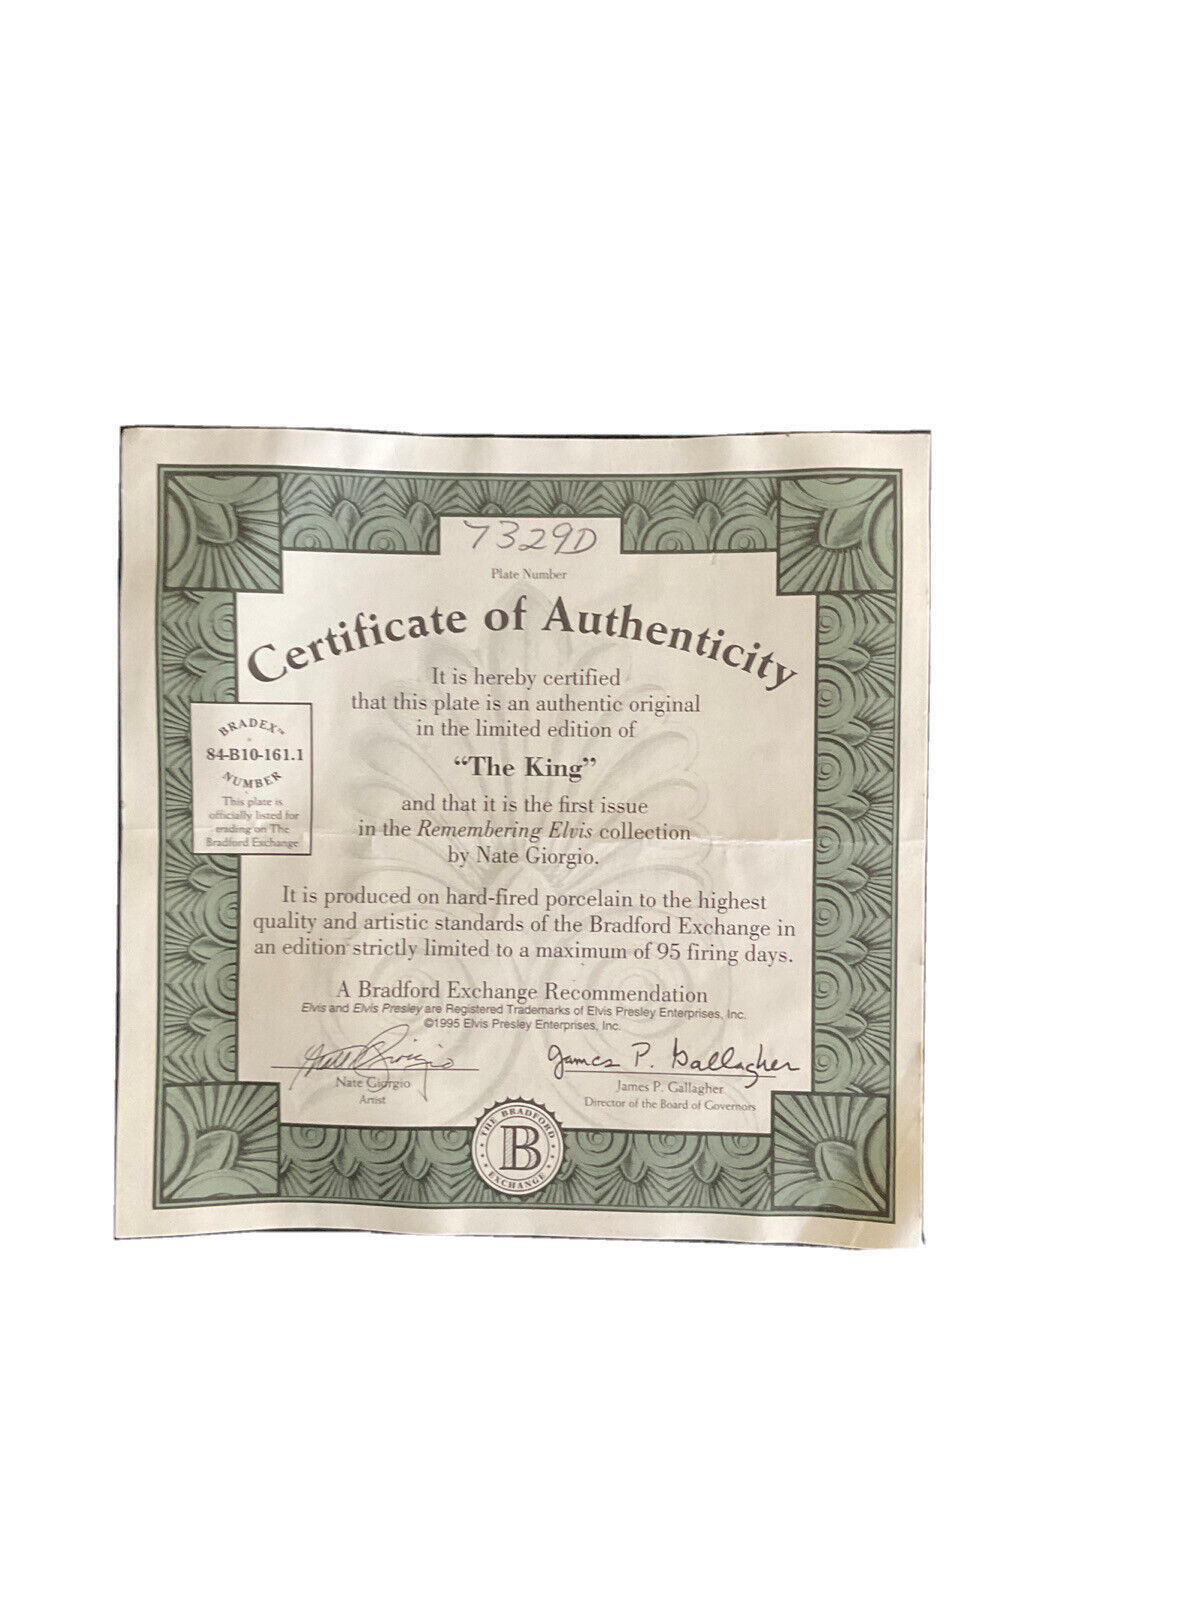 7329D
Plate Number
Certificate of Authenticity
It is hereby certified
that this plate is an authentic original
in the limited edition of
“The King”
and that it is the first issue
in the Remembering Elvis collection
by Nate Giorgio.
BRADEX™
84-B10-161.1
NUMBER
This plate is
officially listed for
trading on The
Bradford Exchange
It is produced on hard-fired porcelain to the highest
quality and artistic standards of the Bradford Exchange in
an edition strictly limited to a maximum of 95 firing days.
A Bradford Exchange Recommendation
Elvis and Elvis Presley are Registered Trademarks of Elvis Presley Enterprises, Inc.
©1995 Elvis Presley Enterprises, Inc.
Nate Giorgio
James P. Gallagher
Nate Giorgio
Artist
James P. Gallagher
Director of the Board of Governors
THE BRADFORD
B
EXCHANGE